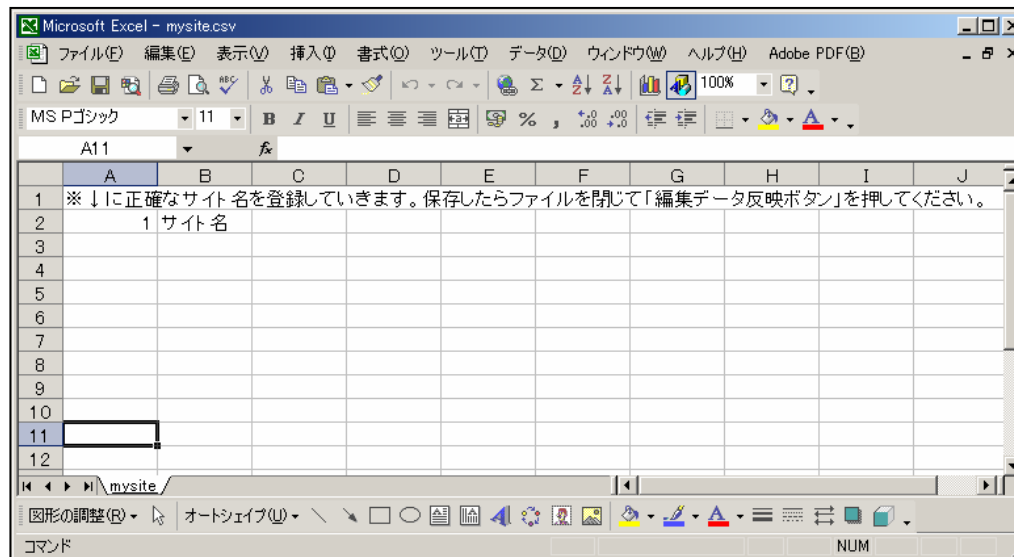 Microsoft Excel - mysite.csv
ファイル(F) 編集(E) 表示(V) 挿入(I) 書式(O) ツール(T) データ(D) ウィンドウ(W) ヘルプ(H) Adobe PDF(B)
100%
MS Pゴシック 11 B I U
A11 fx
A B C D E F G H I J
1 ※↓に正確なサイト名を登録していきます。保存したらファイルを閉じて「編集データ反映ボタン」を押してください。
2 1 サイト名
3
4
5
6
7
8
9
10
11
12
mysite
図形の調整(R) オートシェイプ(U)
コマンド NUM